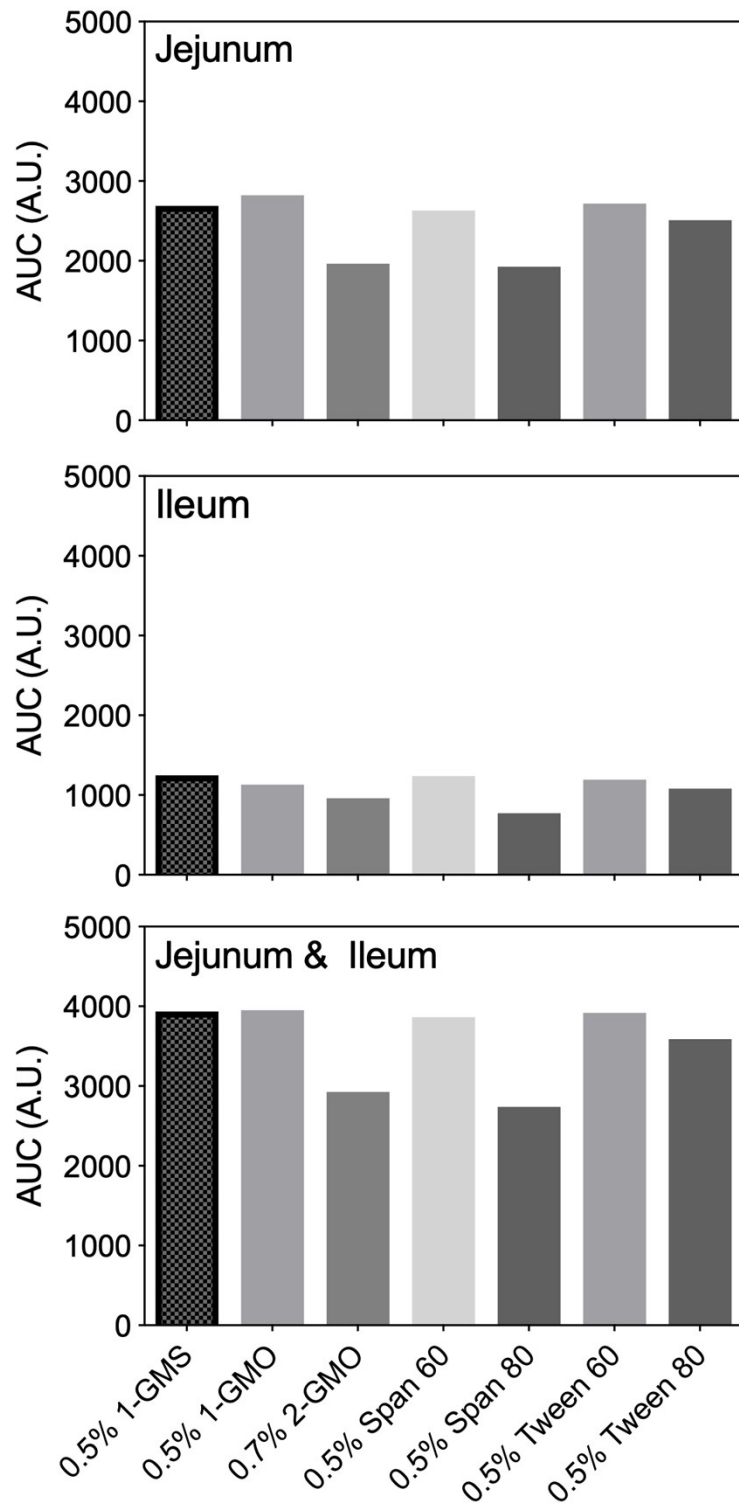 5000
Jejunum
4000
3000
AUC (A.U.)
2000
1000
0
5000
Ileum
4000
3000
AUC (A.U.)
2000
1000
0
5000
Jejunum & Ileum
4000
3000
AUC (A.U.)
2000
1000
0
0.5% 1-GMS
0.5% 1-GMO
0.7% 2-GMO
0.5% Span 60
0.5% Span 80
0.5% Tween 60
0.5% Tween 80